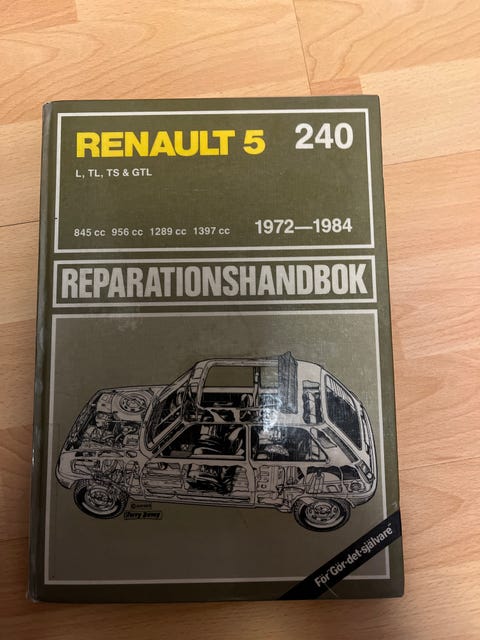 RENAULT 5 240
L, TL, TS & GTL
845 cc 956 cc 1289 cc 1397 cc 1972—1984
REPARATIONSHANDBOK
För "Gör-det-självare"